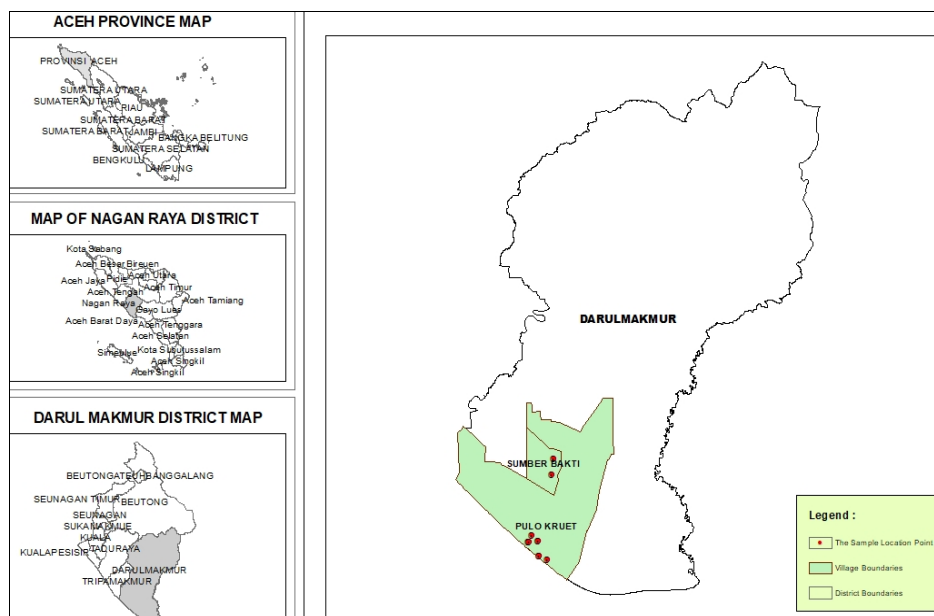 ACEH PROVINCE MAP
PROVINSI ACEH
SUMATERA UTARA
SUMATERA UTARA
RIAU
SUMATERA BARAT
SUMATERA BARAT
JAMBI
BANGKA BELITUNG
SUMATERA SELATAN
BENGKULU
LAMPUNG
MAP OF NAGAN RAYA DISTRICT
Kota Sabang
Aceh Besar
Bireuen
Aceh Jaya
Pidie
Aceh Utara
Aceh Tengah
Aceh Timur
Nagan Raya
Gayo Lues
Aceh Tamiang
Aceh Barat Daya
Aceh Tenggara
Aceh Selatan
Simeulue
Kota Subulussalam
Aceh Singkil
Aceh Singkil
DARUL MAKMUR DISTRICT MAP
BEUTONGATEUHBANGGALANG
SEUNAGAN TIMUR
BEUTONG
SEUNAGAN
SUKAMAKMUE
KUALA
KUALAPESISIR
TADURAYA
DARULMAKMUR
TRIPAMAKMUR
DARULMAKMUR
SUMBER BAKTI
PULO KRUET
Legend :
The Sample Location Point
Village Boundaries
District Boundaries